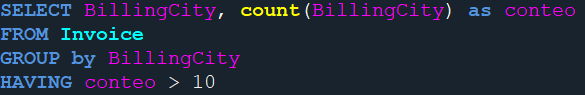 SELECT BillingCity, count(BillingCity) as conteo
FROM Invoice
GROUP by BillingCity
HAVING conteo > 10